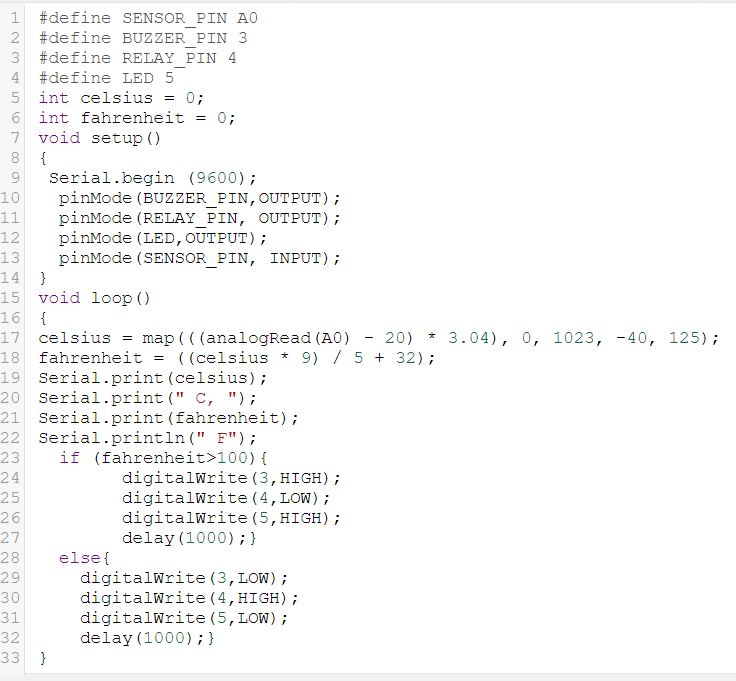 1 #define SENSOR_PIN A0
2 #define BUZZER_PIN 3
3 #define RELAY_PIN 4
4 #define LED 5
5 int celsius = 0;
6 int fahrenheit = 0;
7 void setup()
8 {
9  Serial.begin (9600);
10   pinMode(BUZZER_PIN,OUTPUT);
11   pinMode(RELAY_PIN, OUTPUT);
12   pinMode(LED,OUTPUT);
13   pinMode(SENSOR_PIN, INPUT);
14 }
15 void loop()
16 {
17 celsius = map(((analogRead(A0) - 20) * 3.04), 0, 1023, -40, 125);
18 fahrenheit = ((celsius * 9) / 5 + 32);
19 Serial.print(celsius);
20 Serial.print(" C, ");
21 Serial.print(fahrenheit);
22 Serial.println(" F");
23   if (fahrenheit>100){
24         digitalWrite(3,HIGH);
25         digitalWrite(4,LOW);
26         digitalWrite(5,HIGH);
27         delay(1000);}
28   else{
29     digitalWrite(3,LOW);
30     digitalWrite(4,HIGH);
31     digitalWrite(5,LOW);
32     delay(1000);}
33 }